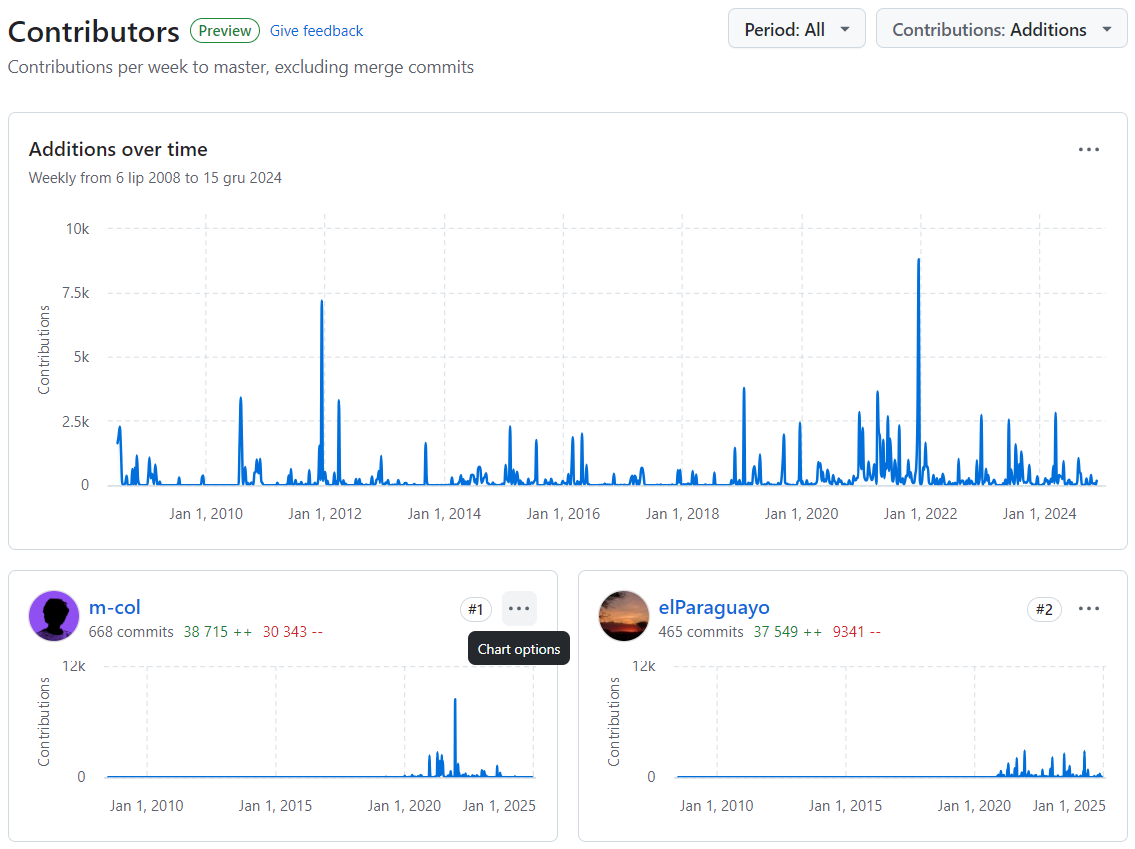 Contributors Preview Give feedback
Period: All
Contributions: Additions
Contributions per week to master, excluding merge commits
Additions over time
Weekly from 6 lip 2008 to 15 gru 2024
Contributions
10k
7.5k
5k
2.5k
0
Jan 1, 2010 Jan 1, 2012 Jan 1, 2014 Jan 1, 2016 Jan 1, 2018 Jan 1, 2020 Jan 1, 2022 Jan 1, 2024
m-col
#1
668 commits 38 715 ++ 30 343 --
Chart options
Contributions
12k
0
Jan 1, 2010 Jan 1, 2015 Jan 1, 2020 Jan 1, 2025
elParaguayo
#2
465 commits 37 549 ++ 9341 --
Contributions
12k
0
Jan 1, 2010 Jan 1, 2015 Jan 1, 2020 Jan 1, 2025